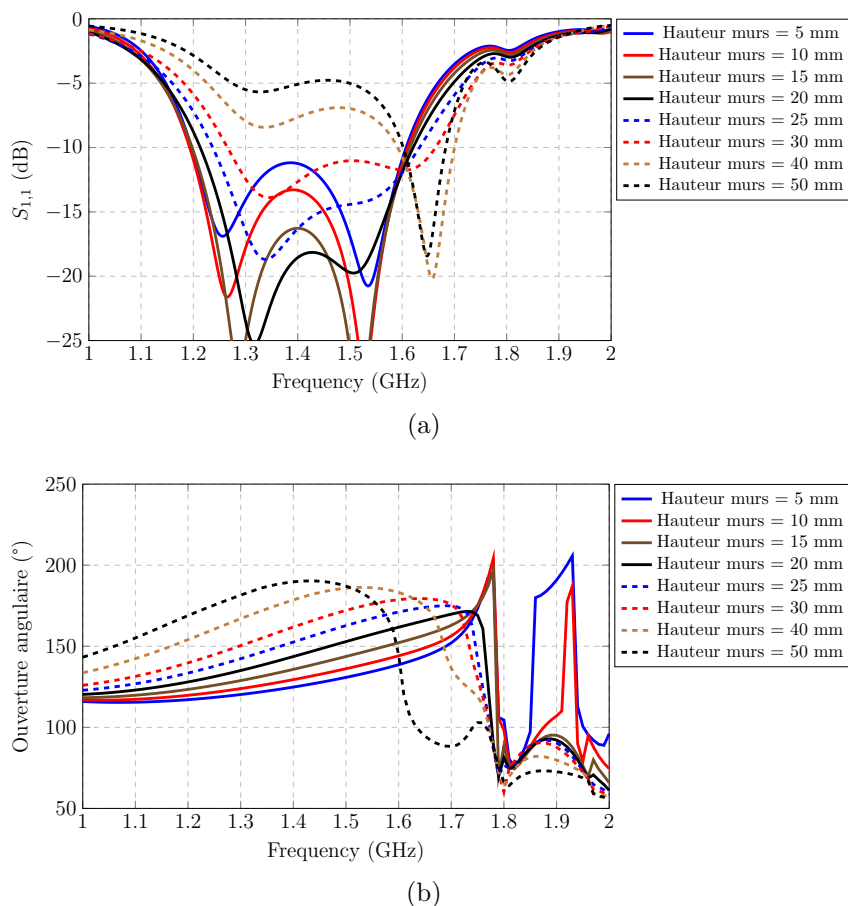 0
−5
−10
−15
−20
−25
S1,1 (dB)
1 1.1 1.2 1.3 1.4 1.5 1.6 1.7 1.8 1.9 2
Frequency (GHz)
Hauteur murs = 5 mm
Hauteur murs = 10 mm
Hauteur murs = 15 mm
Hauteur murs = 20 mm
Hauteur murs = 25 mm
Hauteur murs = 30 mm
Hauteur murs = 40 mm
Hauteur murs = 50 mm
(a)
250
200
150
100
50
Ouverture angulaire (°)
1 1.1 1.2 1.3 1.4 1.5 1.6 1.7 1.8 1.9 2
Frequency (GHz)
Hauteur murs = 5 mm
Hauteur murs = 10 mm
Hauteur murs = 15 mm
Hauteur murs = 20 mm
Hauteur murs = 25 mm
Hauteur murs = 30 mm
Hauteur murs = 40 mm
Hauteur murs = 50 mm
(b)